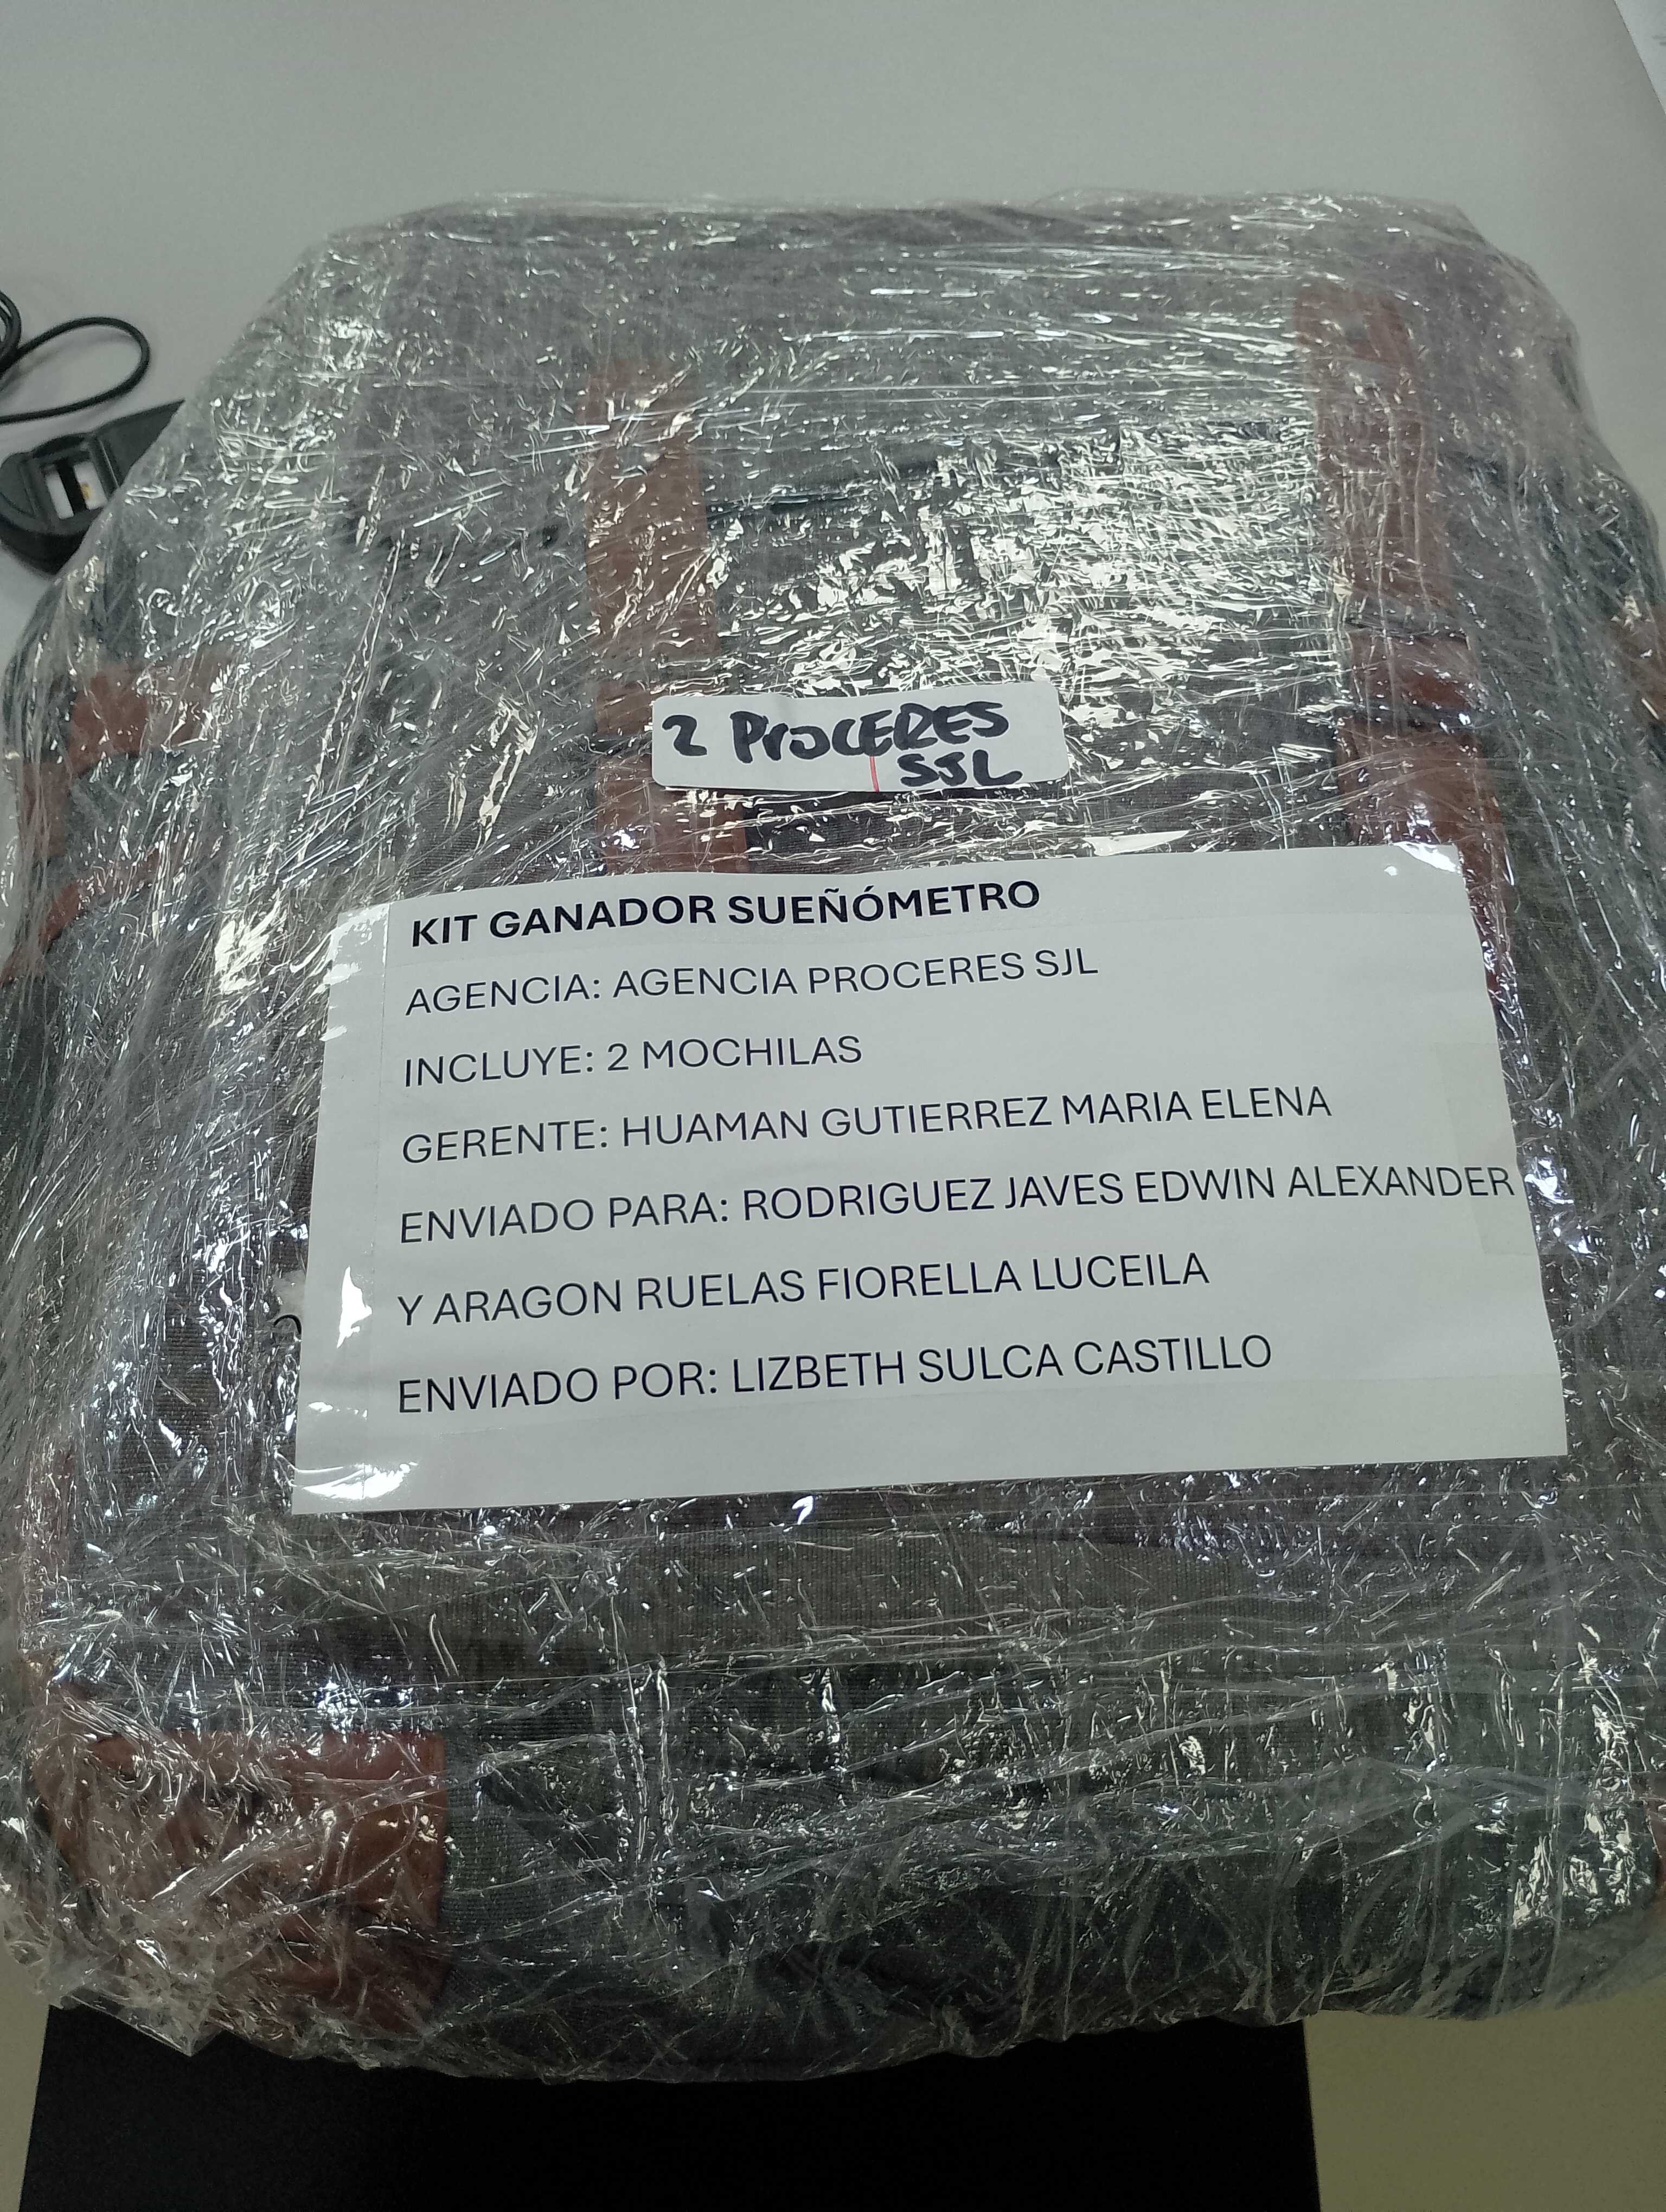 2 PROCERES
SJL
KIT GANADOR SUEÑÓMETRO
AGENCIA: AGENCIA PROCERES SJL
INCLUYE: 2 MOCHILAS
GERENTE: HUAMAN GUTIERREZ MARIA ELENA
ENVIADO PARA: RODRIGUEZ JAVES EDWIN ALEXANDER
Y ARAGON RUELAS FIORELLA LUCEILA
ENVIADO POR: LIZBETH SULCA CASTILLO